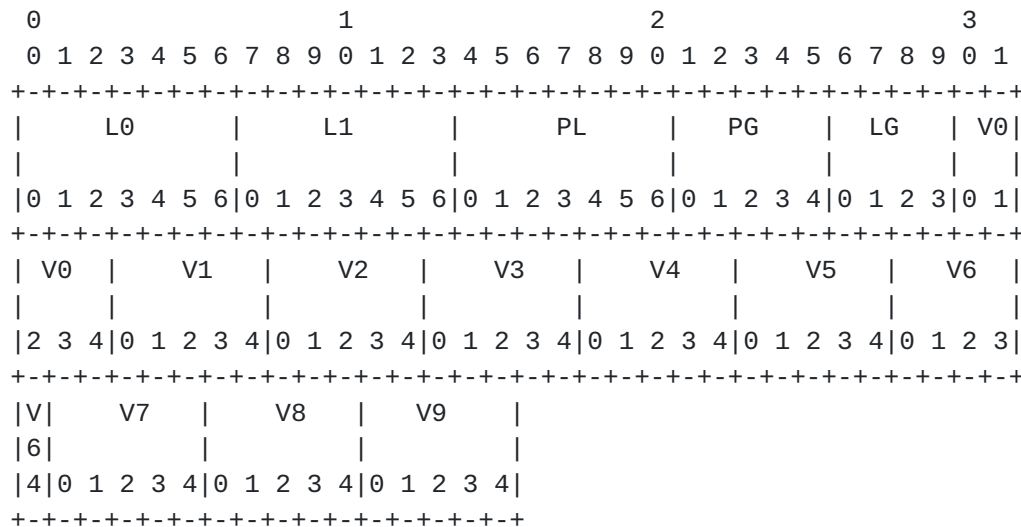 0                   1                   2                   3
 0 1 2 3 4 5 6 7 8 9 0 1 2 3 4 5 6 7 8 9 0 1 2 3 4 5 6 7 8 9 0 1
+-+-+-+-+-+-+-+-+-+-+-+-+-+-+-+-+-+-+-+-+-+-+-+-+-+-+-+-+-+-+-+-+
|     L0      |     L1      |      PL     |   PG    |  LG   | V0|
|             |             |             |         |       |   |
|0 1 2 3 4 5 6|0 1 2 3 4 5 6|0 1 2 3 4 5 6|0 1 2 3 4|0 1 2 3|0 1|
+-+-+-+-+-+-+-+-+-+-+-+-+-+-+-+-+-+-+-+-+-+-+-+-+-+-+-+-+-+-+-+-+
| V0  |    V1   |    V2   |    V3   |    V4   |    V5   |   V6  |
|     |         |         |         |         |         |       |
|2 3 4|0 1 2 3 4|0 1 2 3 4|0 1 2 3 4|0 1 2 3 4|0 1 2 3 4|0 1 2 3|
+-+-+-+-+-+-+-+-+-+-+-+-+-+-+-+-+-+-+-+-+-+-+-+-+-+-+-+-+-+-+-+-+
|V|    V7   |    V8   |   V9    |
|6|         |         |         |
|4|0 1 2 3 4|0 1 2 3 4|0 1 2 3 4|
+-+-+-+-+-+-+-+-+-+-+-+-+-+-+-+-+